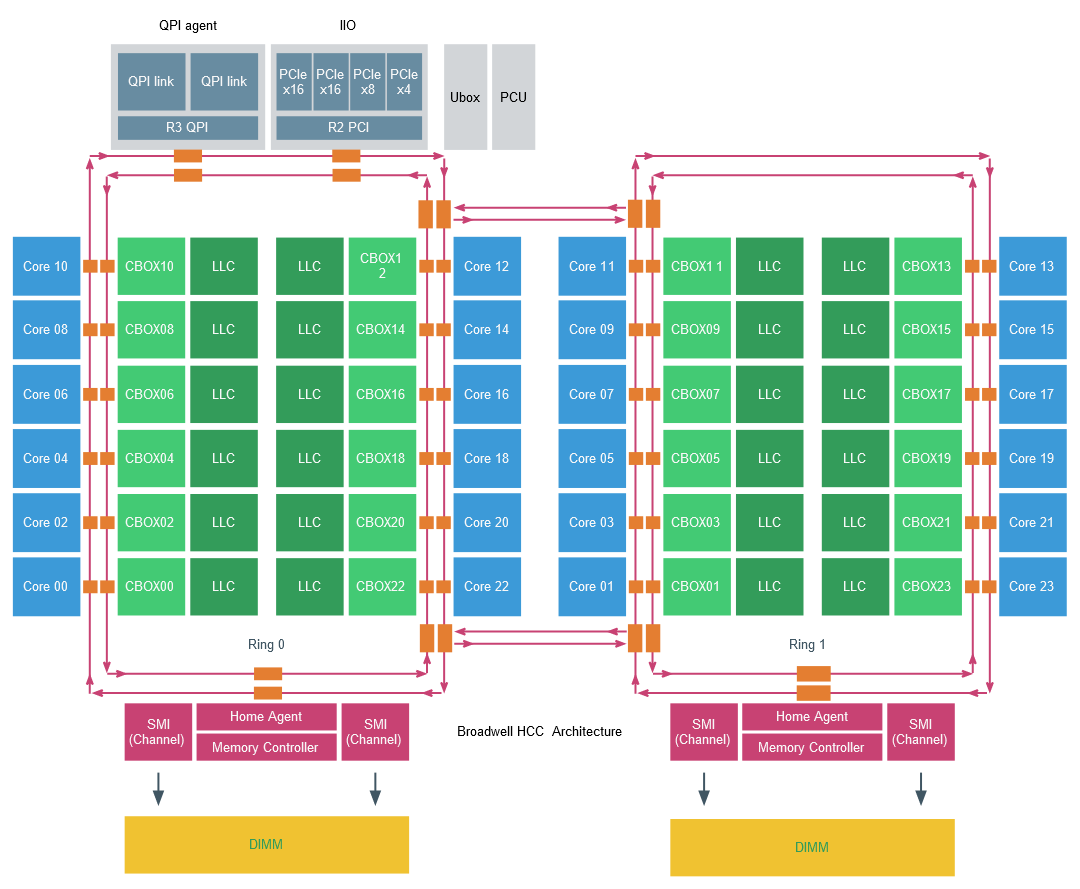 QPI agent
IIO
QPI link
QPI link
R3 QPI
PCIe
x16
PCIe
x16
PCIe
x8
PCIe
x4
R2 PCI
Ubox
PCU
Core 10
CBOX10
LLC
LLC
CBOX1
2
Core 12
Core 11
CBOX1 1
LLC
LLC
CBOX13
Core 13
Core 08
CBOX08
LLC
LLC
CBOX14
Core 14
Core 09
CBOX09
LLC
LLC
CBOX15
Core 15
Core 06
CBOX06
LLC
LLC
CBOX16
Core 16
Core 07
CBOX07
LLC
LLC
CBOX17
Core 17
Core 04
CBOX04
LLC
LLC
CBOX18
Core 18
Core 05
CBOX05
LLC
LLC
CBOX19
Core 19
Core 02
CBOX02
LLC
LLC
CBOX20
Core 20
Core 03
CBOX03
LLC
LLC
CBOX21
Core 21
Core 00
CBOX00
LLC
LLC
CBOX22
Core 22
Core 01
CBOX01
LLC
LLC
CBOX23
Core 23
Ring 0
Ring 1
SMI
(Channel)
Home Agent
Memory Controller
SMI
(Channel)
Broadwell HCC  Architecture
SMI
(Channel)
Home Agent
Memory Controller
SMI
(Channel)
DIMM
DIMM